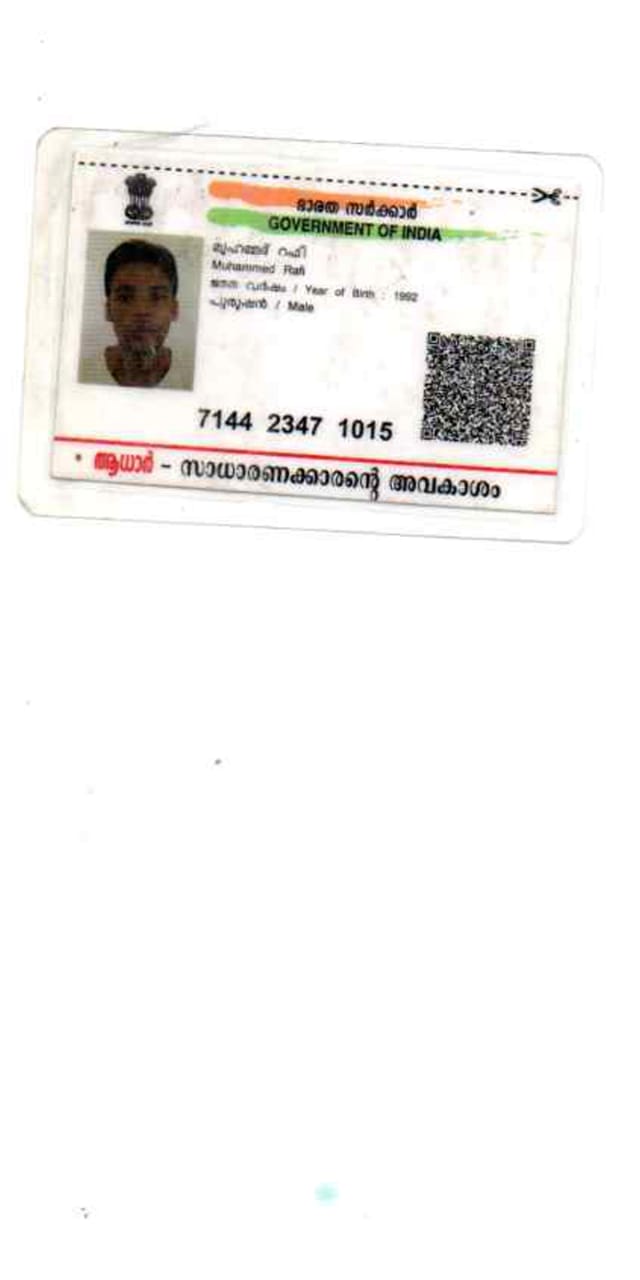 ഭാരത സർക്കാർ
GOVERNMENT OF INDIA
മുഹമ്മദ് റഫി
Muhammed Rafi
ജനന വർഷം / Year of Birth : 1992
പുരുഷൻ / Male
7144 2347 1015
ആധാർ – സാധാരണക്കാരന്റെ അവകാശം